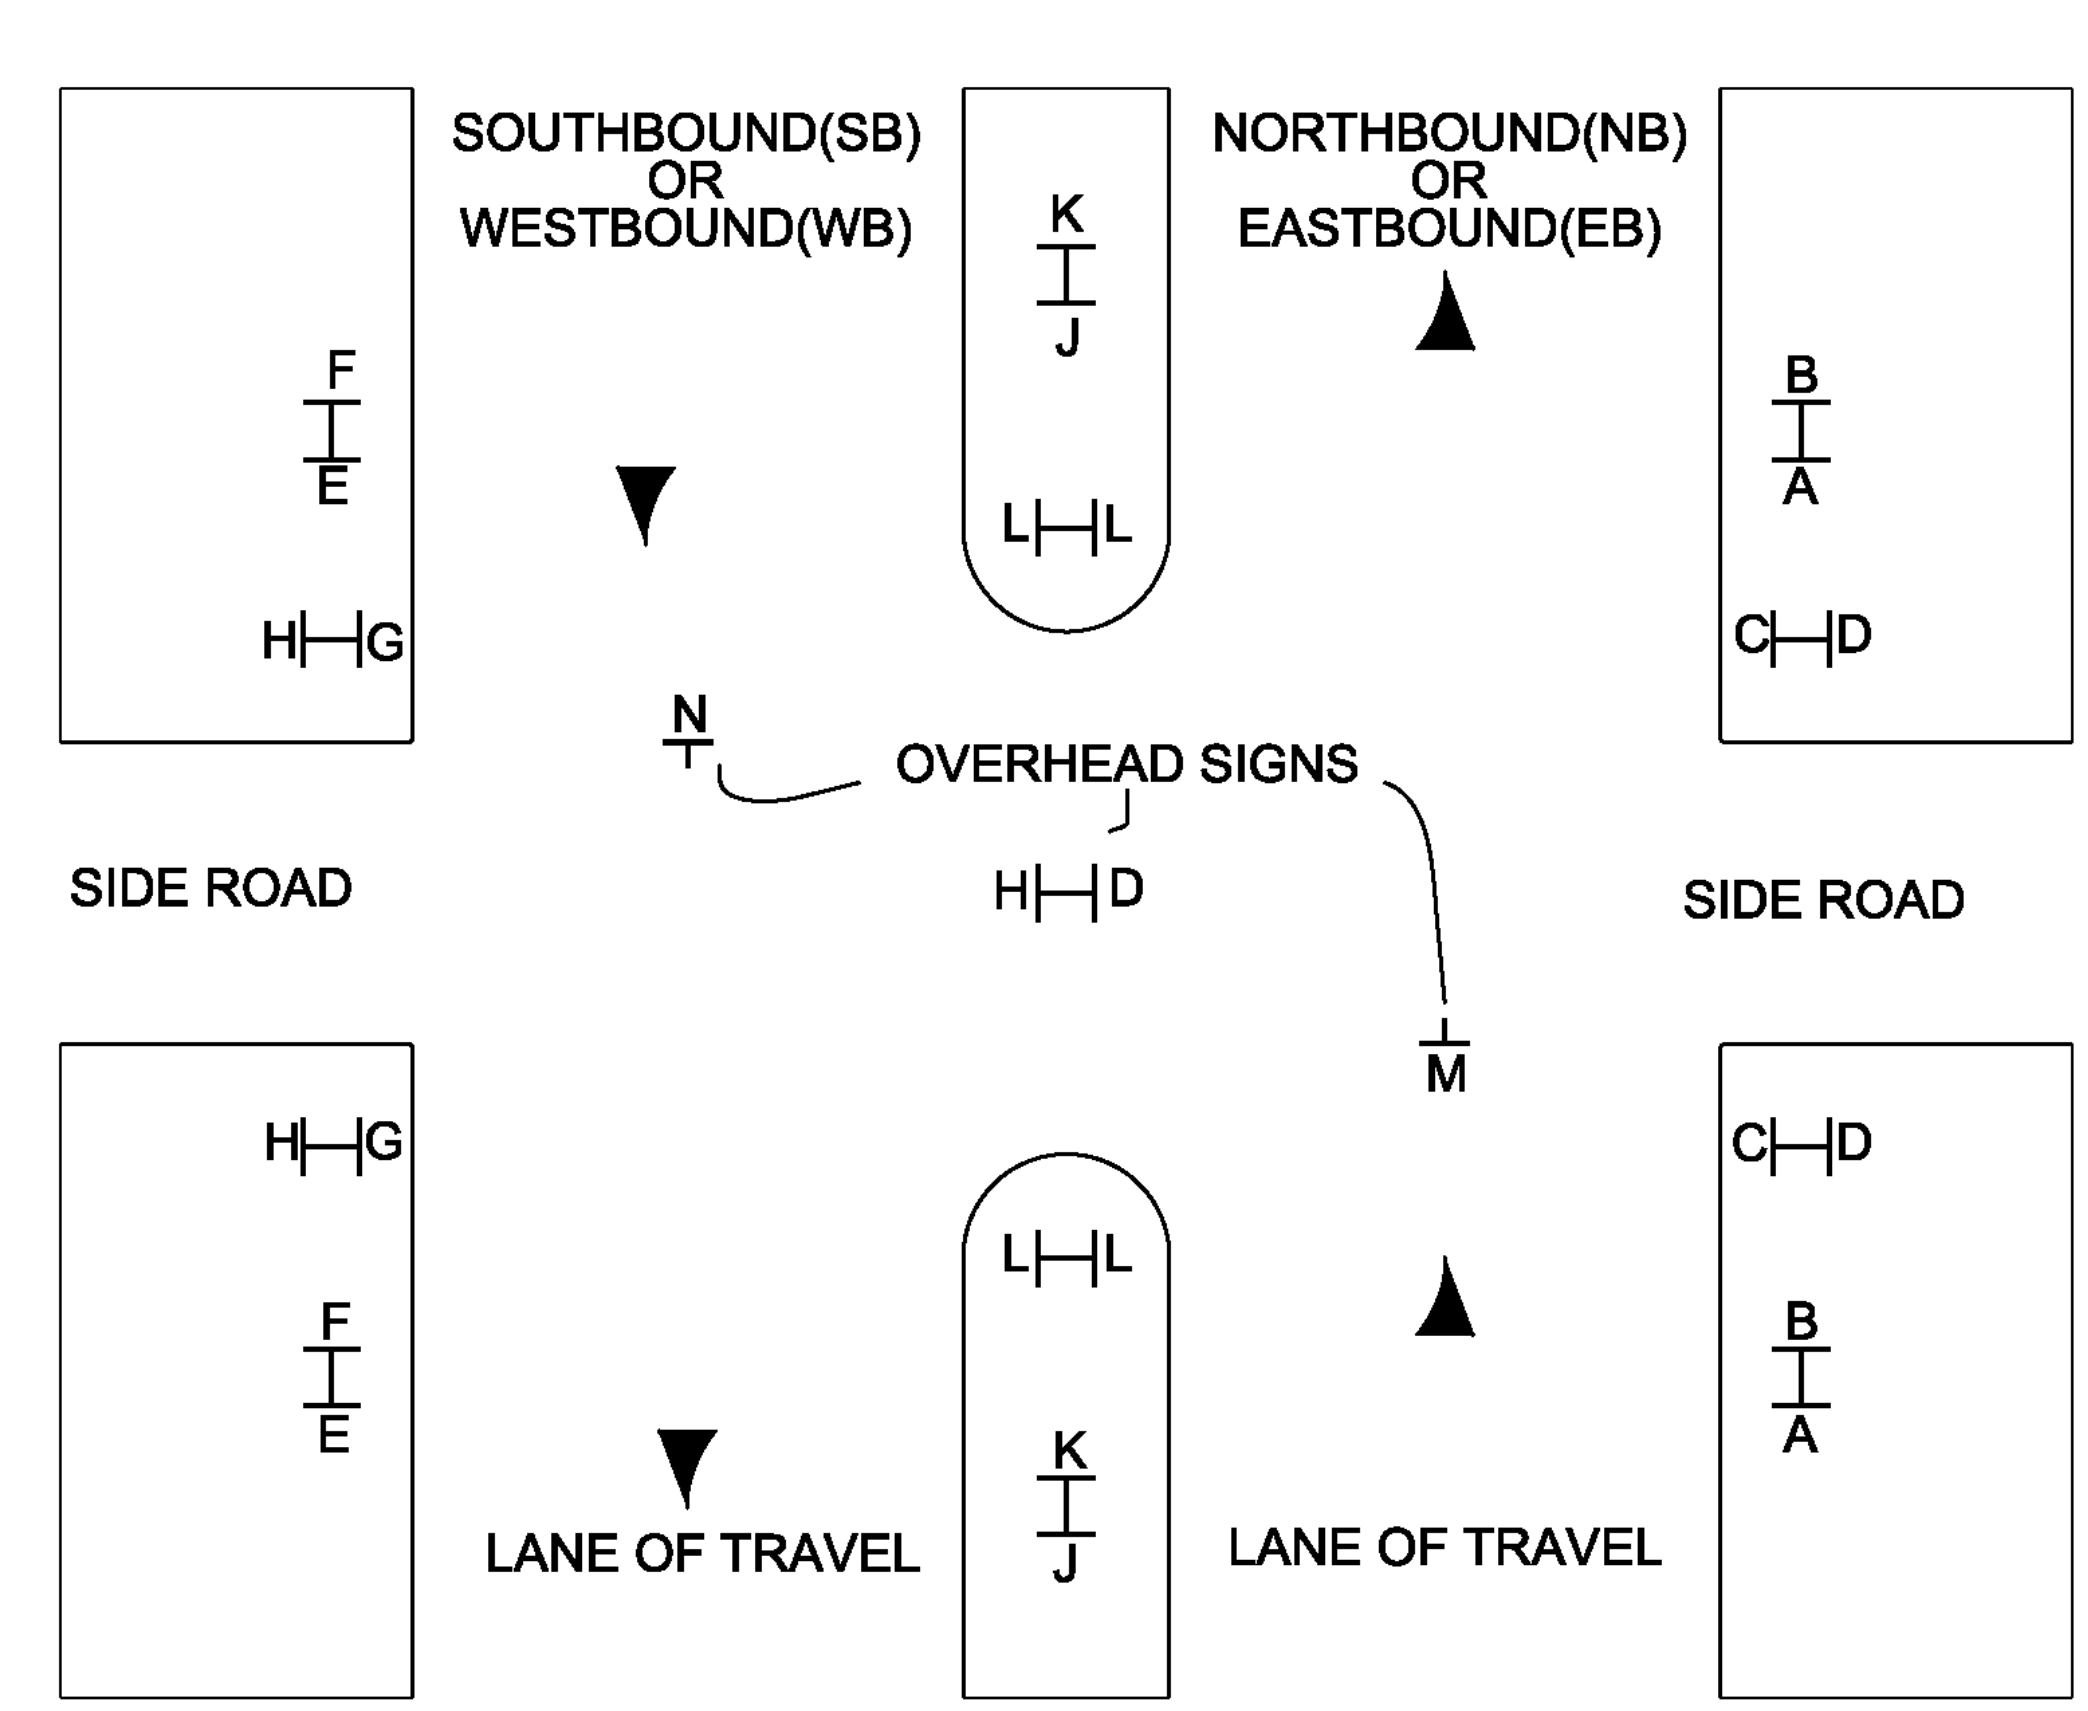 SOUTHBOUND(SB)
OR
WESTBOUND(WB)
NORTHBOUND(NB)
OR
EASTBOUND(EB)
K
J
F
E
B
A
L L
H G
C D
N
OVERHEAD SIGNS
SIDE ROAD
H D
SIDE ROAD
M
H G
C D
L L
F
E
B
A
K
J
LANE OF TRAVEL
LANE OF TRAVEL